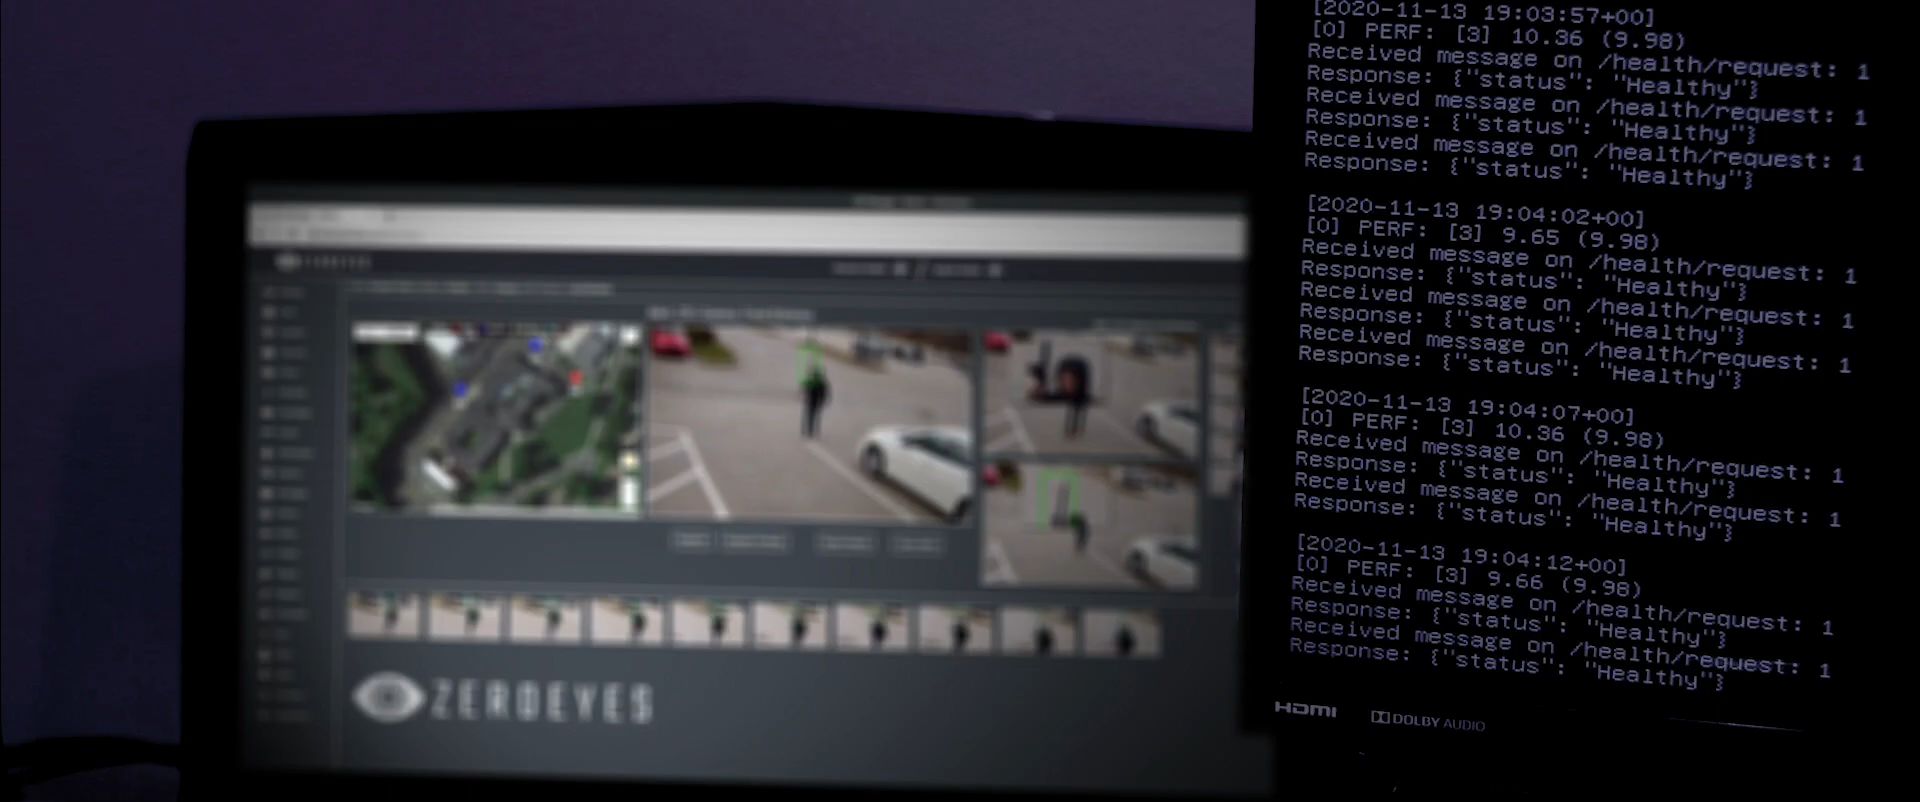 ZEROEYES
[2020-11-13 19:03:57+00]
[0] PERF: [3] 10.36 (9.98)
Received message on /health/request: 1
Response: {"status": "Healthy"}
Received message on /health/request: 1
Response: {"status": "Healthy"}
Received message on /health/request: 1
Response: {"status": "Healthy"}
[2020-11-13 19:04:02+00]
[0] PERF: [3] 9.65 (9.98)
Received message on /health/request: 1
Response: {"status": "Healthy"}
Received message on /health/request: 1
Response: {"status": "Healthy"}
Received message on /health/request: 1
Response: {"status": "Healthy"}
[2020-11-13 19:04:07+00]
[0] PERF: [3] 10.36 (9.98)
Received message on /health/request: 1
Response: {"status": "Healthy"}
Received message on /health/request: 1
Response: {"status": "Healthy"}
[2020-11-13 19:04:12+00]
[0] PERF: [3] 9.66 (9.98)
Received message on /health/request: 1
Response: {"status": "Healthy"}
Received message on /health/request: 1
Response: {"status": "Healthy"}
HDMI
DOLBY AUDIO